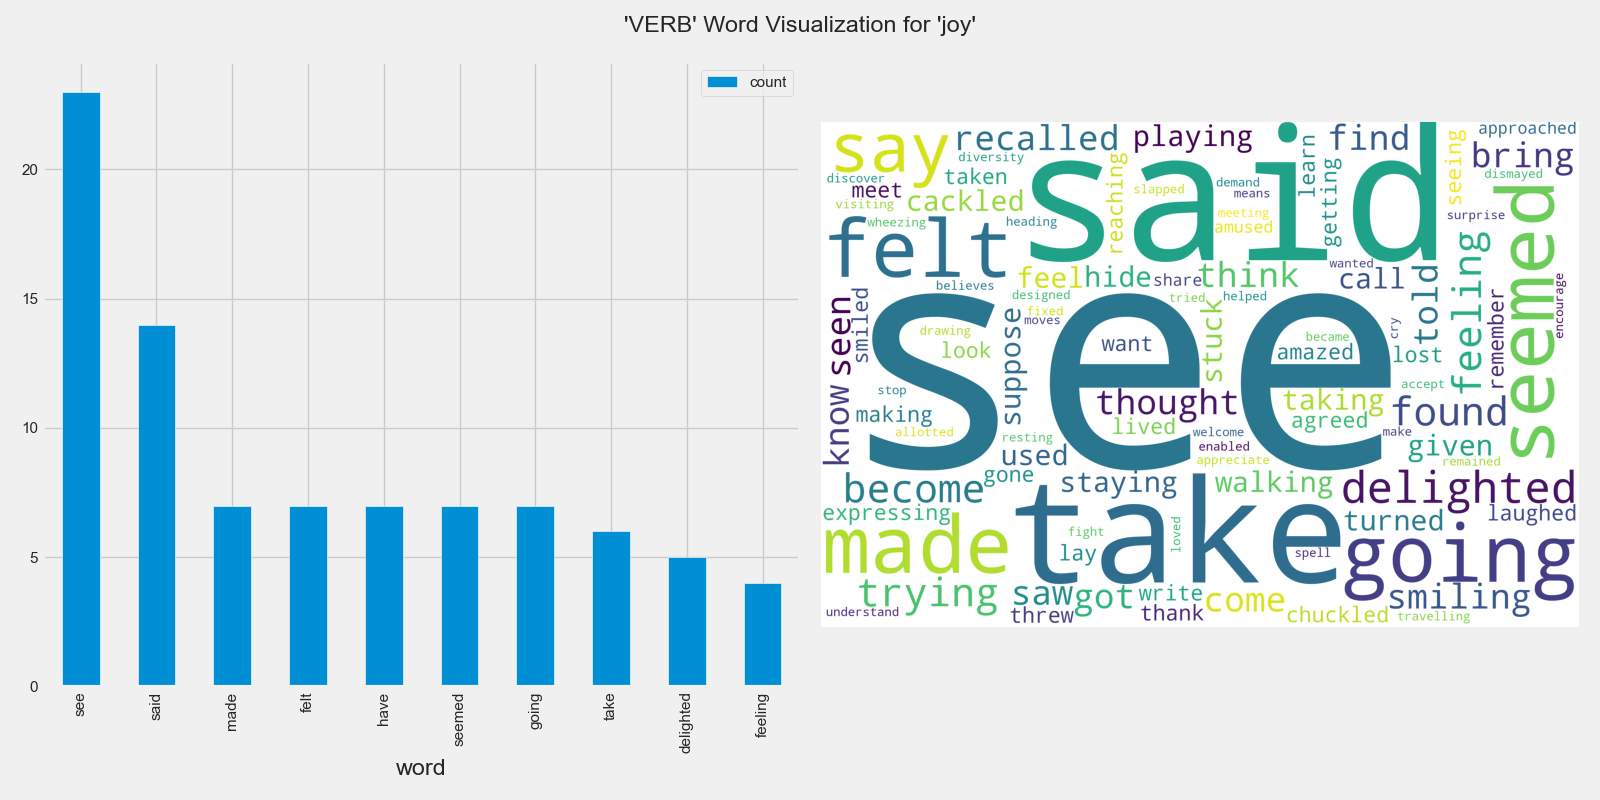 'VERB' Word Visualization for 'joy'
count
20
15
10
5
0
see
said
made
felt
have
seemed
going
take
delighted
feeling
word
say
recalled
playing
said
find
approached
diversity
bring
discover
taken
meet
slapped
demand
means
learn
getting
seeing
dismayed
visiting
cackled
reaching
meeting
amused
surprise
seemed
wheezing
heading
felt
feel
hide
share
think
wanted
call
told
feeling
encourage
believes
designed
tried
helped
remember
smiled
seen
fixed
moves
see
drawing
look
suppose
want
stuck
became
amazed
cry
lost
stop
accept
know
making
thought
taking
found
allotted
lived
agreed
resting
welcome
make
given
used
enabled
appreciate
remained
gone
become
staying
walking
delighted
expressing
take
turned
laughed
made
fight
loved
lay
spell
going
trying
saw
got
write
come
smiling
understand
threw
thank
chuckled
travelling